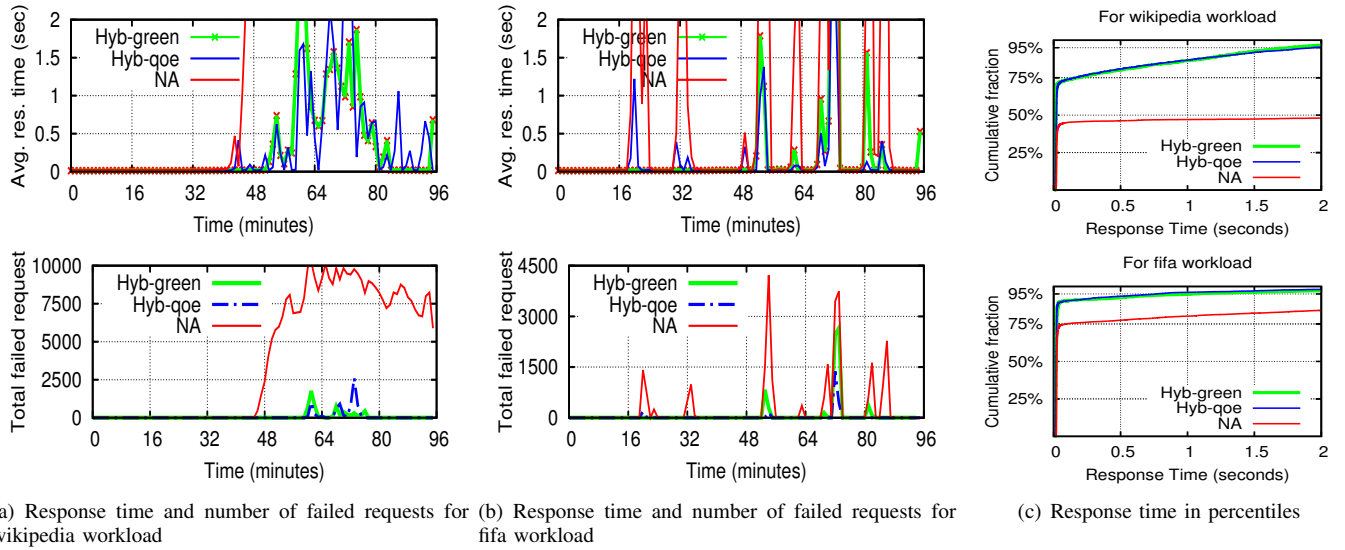 Avg. res. time (sec)
2
1.5
1
0.5
0
Hyb-green
Hyb-qoe
NA
0 16 32 48 64 80 96
Time (minutes)
Total failed request
10000
7500
5000
2500
0
Hyb-green
Hyb-qoe
NA
0 16 32 48 64 80 96
Time (minutes)
a) Response time and number of failed requests for
wikipedia workload
Avg. res. time (sec)
2
1.5
1
0.5
0
Hyb-green
Hyb-qoe
NA
0 16 32 48 64 80 96
Time (minutes)
Total failed request
4500
3000
1500
0
Hyb-green
Hyb-qoe
NA
0 16 32 48 64 80 96
Time (minutes)
(b) Response time and number of failed requests for
fifa workload
For wikipedia workload
Cumulative fraction
95%
75%
50%
25%
Hyb-green
Hyb-qoe
NA
0 0.5 1 1.5 2
Response Time (seconds)
For fifa workload
Cumulative fraction
95%
75%
50%
25%
Hyb-green
Hyb-qoe
NA
0 0.5 1 1.5 2
Response Time (seconds)
(c) Response time in percentiles